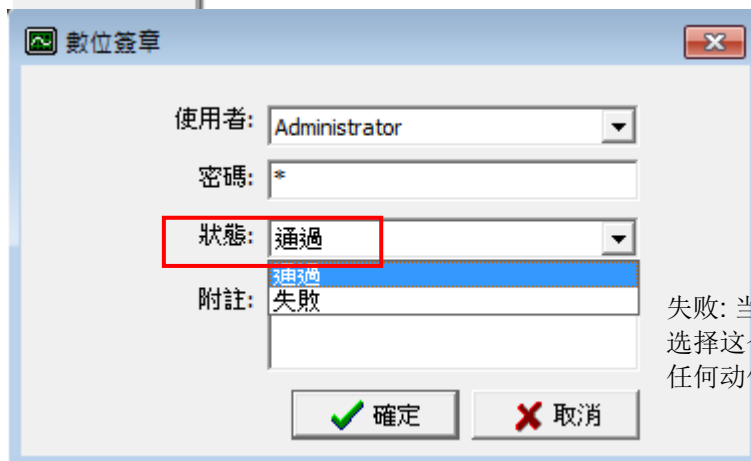 數位簽章
使用者: Administrator
密碼: *
狀態: 通過
通過
附註: 失敗
失败: 当
选择这
任何动
確定 取消